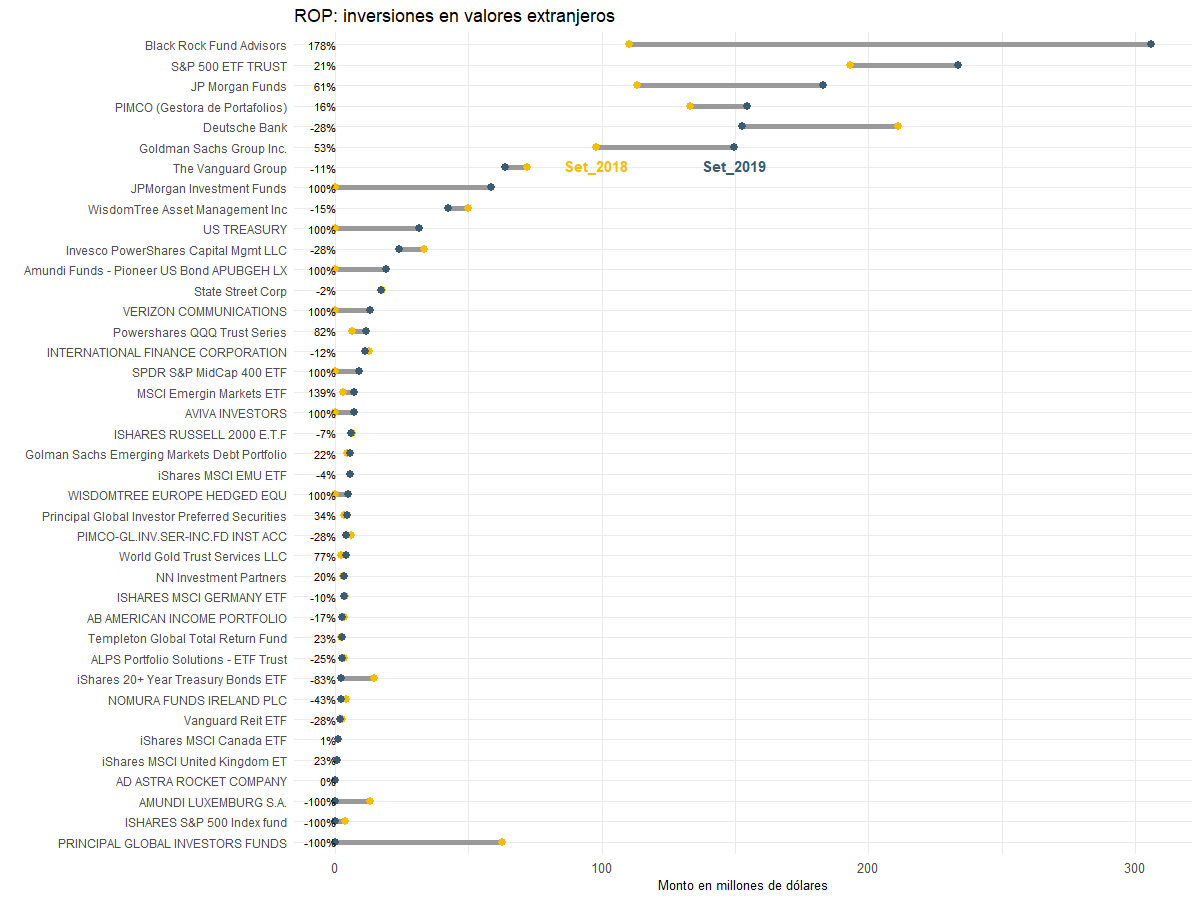 ROP: inversiones en valores extranjeros
Black Rock Fund Advisors 178%
S&P 500 ETF TRUST 21%
JP Morgan Funds 61%
PIMCO (Gestora de Portafolios) 16%
Deutsche Bank -28%
Goldman Sachs Group Inc. 53%
The Vanguard Group -11% Set_2018 Set_2019
JPMorgan Investment Funds 100%
WisdomTree Asset Management Inc -15%
US TREASURY 100%
Invesco PowerShares Capital Mgmt LLC -28%
Amundi Funds - Pioneer US Bond APUBGEH LX 100%
State Street Corp -2%
VERIZON COMMUNICATIONS 100%
Powershares QQQ Trust Series 82%
INTERNATIONAL FINANCE CORPORATION -12%
SPDR S&P MidCap 400 ETF 100%
MSCI Emergin Markets ETF 139%
AVIVA INVESTORS 100%
ISHARES RUSSELL 2000 E.T.F -7%
Golman Sachs Emerging Markets Debt Portfolio 22%
iShares MSCI EMU ETF -4%
WISDOMTREE EUROPE HEDGED EQU 100%
Principal Global Investor Preferred Securities 34%
PIMCO-GL.INV.SER-INC.FD INST ACC -28%
World Gold Trust Services LLC 77%
NN Investment Partners 20%
ISHARES MSCI GERMANY ETF -10%
AB AMERICAN INCOME PORTFOLIO -17%
Templeton Global Total Return Fund 23%
ALPS Portfolio Solutions - ETF Trust -25%
iShares 20+ Year Treasury Bonds ETF -83%
NOMURA FUNDS IRELAND PLC -43%
Vanguard Reit ETF -28%
iShares MSCI Canada ETF 1%
iShares MSCI United Kingdom ET 23%
AD ASTRA ROCKET COMPANY 0%
AMUNDI LUXEMBURG S.A. -100%
ISHARES S&P 500 Index fund -100%
PRINCIPAL GLOBAL INVESTORS FUNDS -100%
0 100 200 300
Monto en millones de dólares